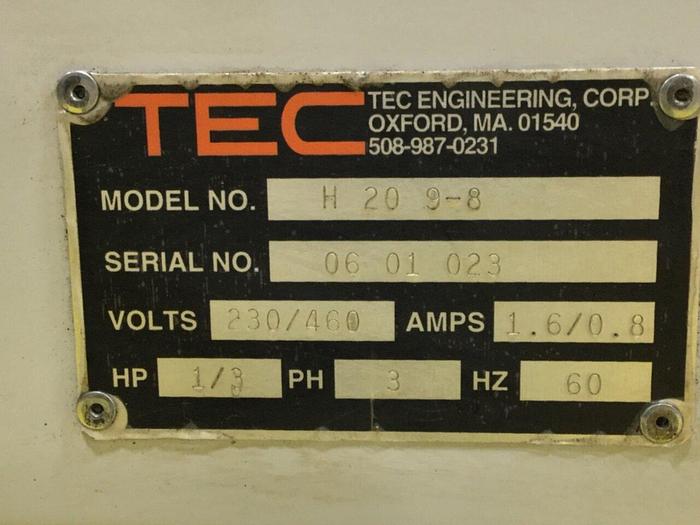 TEC
TEC ENGINEERING, CORP.
OXFORD, MA. 01540
508-987-0231
MODEL NO. H 20 9-8
SERIAL NO. 06 01 023
VOLTS 230/460 AMPS 1.6/0.8
HP 1/3 PH 3 HZ 60